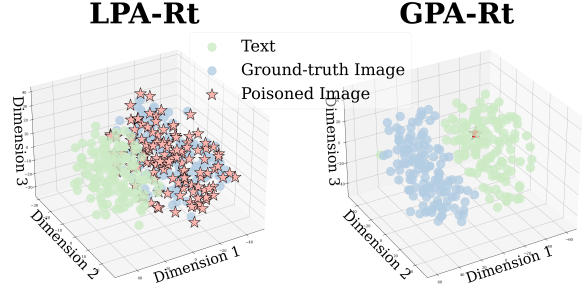 LPA-Rt
GPA-Rt
Text
Ground-truth Image
Poisoned Image
Dimension 3
Dimension 2
Dimension 1
Dimension 3
Dimension 2
Dimension 1